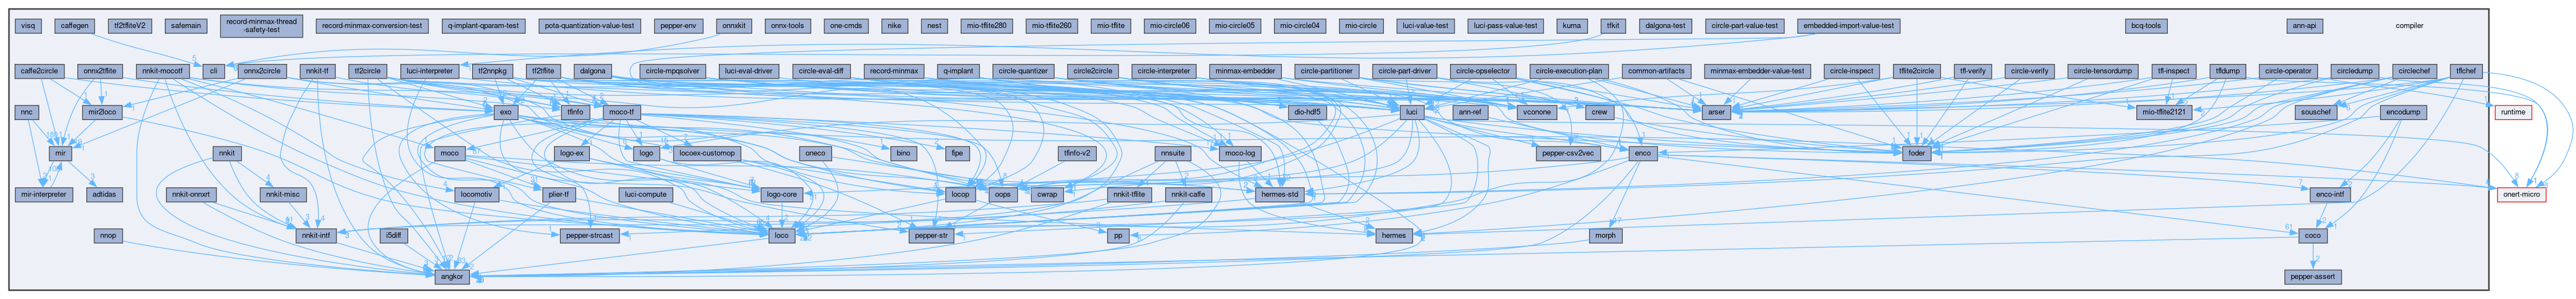 visq
caffegen
tf2tfliteV2
safemain
record-minmax-thread
-safety-test
record-minmax-conversion-test
q-implant-qparam-test
pota-quantization-value-test
pepper-env
onnxkit
onnx-tools
one-cmds
nike
nest
mio-tflite280
mio-tflite260
mio-tflite
mio-circle06
mio-circle05
mio-circle04
mio-circle
luci-value-test
luci-pass-value-test
kuma
tfkit
dalgona-test
circle-part-value-test
embedded-import-value-test
bcq-tools
ann-api
compiler
caffe2circle
onnx2tflite
nnkit-mocotf
cli
onnx2circle
nnkit-tf
tf2circle
luci-interpreter
tf2nnpkg
tf2tflite
dalgona
circle-mpqsolver
luci-eval-driver
circle-eval-diff
record-minmax
q-implant
circle-quantizer
circle2circle
circle-interpreter
minmax-embedder
circle-partitioner
circle-part-driver
circle-opselector
circle-execution-plan
common-artifacts
minmax-embedder-value-test
circle-inspect
tflite2circle
tfl-verify
circle-verify
circle-tensordump
tfl-inspect
tfldump
circle-operator
circledump
circlechef
tflchef
nnc
mir2loco
exo
tfinfo
moco-tf
dio-hdf5
luci
ann-ref
vconone
crew
arser
mio-tflite2121
souschef
encodump
runtime
mir
nnkit
moco
logo-ex
logo
locoex-customop
oneco
bino
fipe
tfinfo-v2
nnsuite
moco-log
pepper-csv2vec
enco
foder
mir-interpreter
adtidas
nnkit-onnxrt
nnkit-misc
locomotiv
plier-tf
luci-compute
logo-core
locop
oops
cwrap
nnkit-tflite
nnkit-caffe
hermes-std
enco-intf
onert-micro
nnop
nnkit-intf
i5diff
pepper-strcast
loco
pepper-str
pp
hermes
morph
coco
angkor
pepper-assert